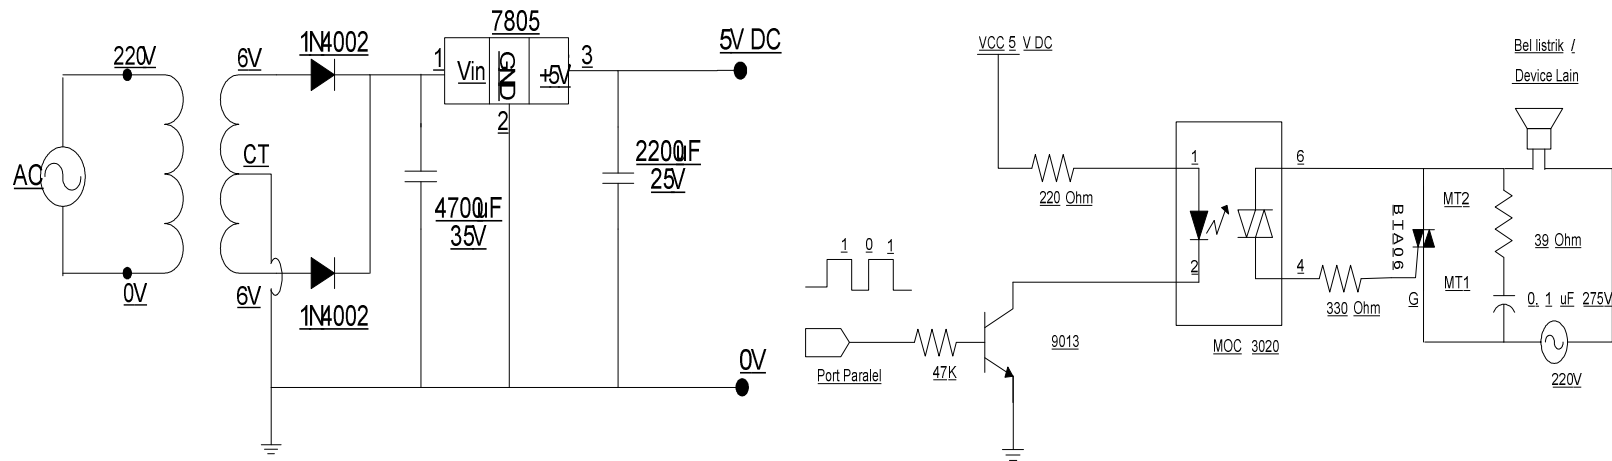 7805
220V
6V
1N4002
1
Vin
GND
+5V
3
5V DC
2
AC
CT
4700uF
35V
2200uF
25V
0V
6V
1N4002
0V
VCC 5 V DC
Bel listrik /
Device Lain
220 Ohm
1
6
MT2
BIA06
39 Ohm
1 0 1
2
4
MT1
G
330 Ohm
0, 1 uF 275V
Port Paralel
47K
9013
MOC 3020
220V